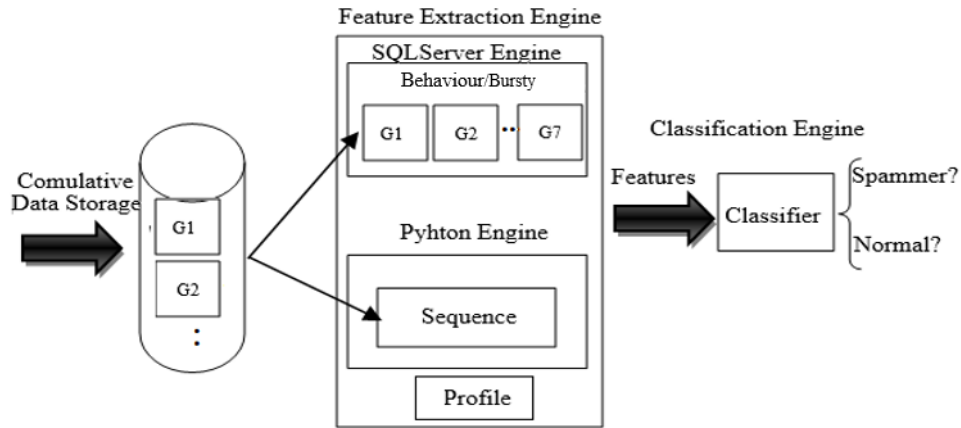 Feature Extraction Engine
SQLServer Engine
Behaviour/Bursty
G1
G2
••
G7
Comulative
Data Storage
G1
G2
:
Pyhton Engine
Sequence
Profile
Features
Classification Engine
Classifier
Spammer?
Normal?